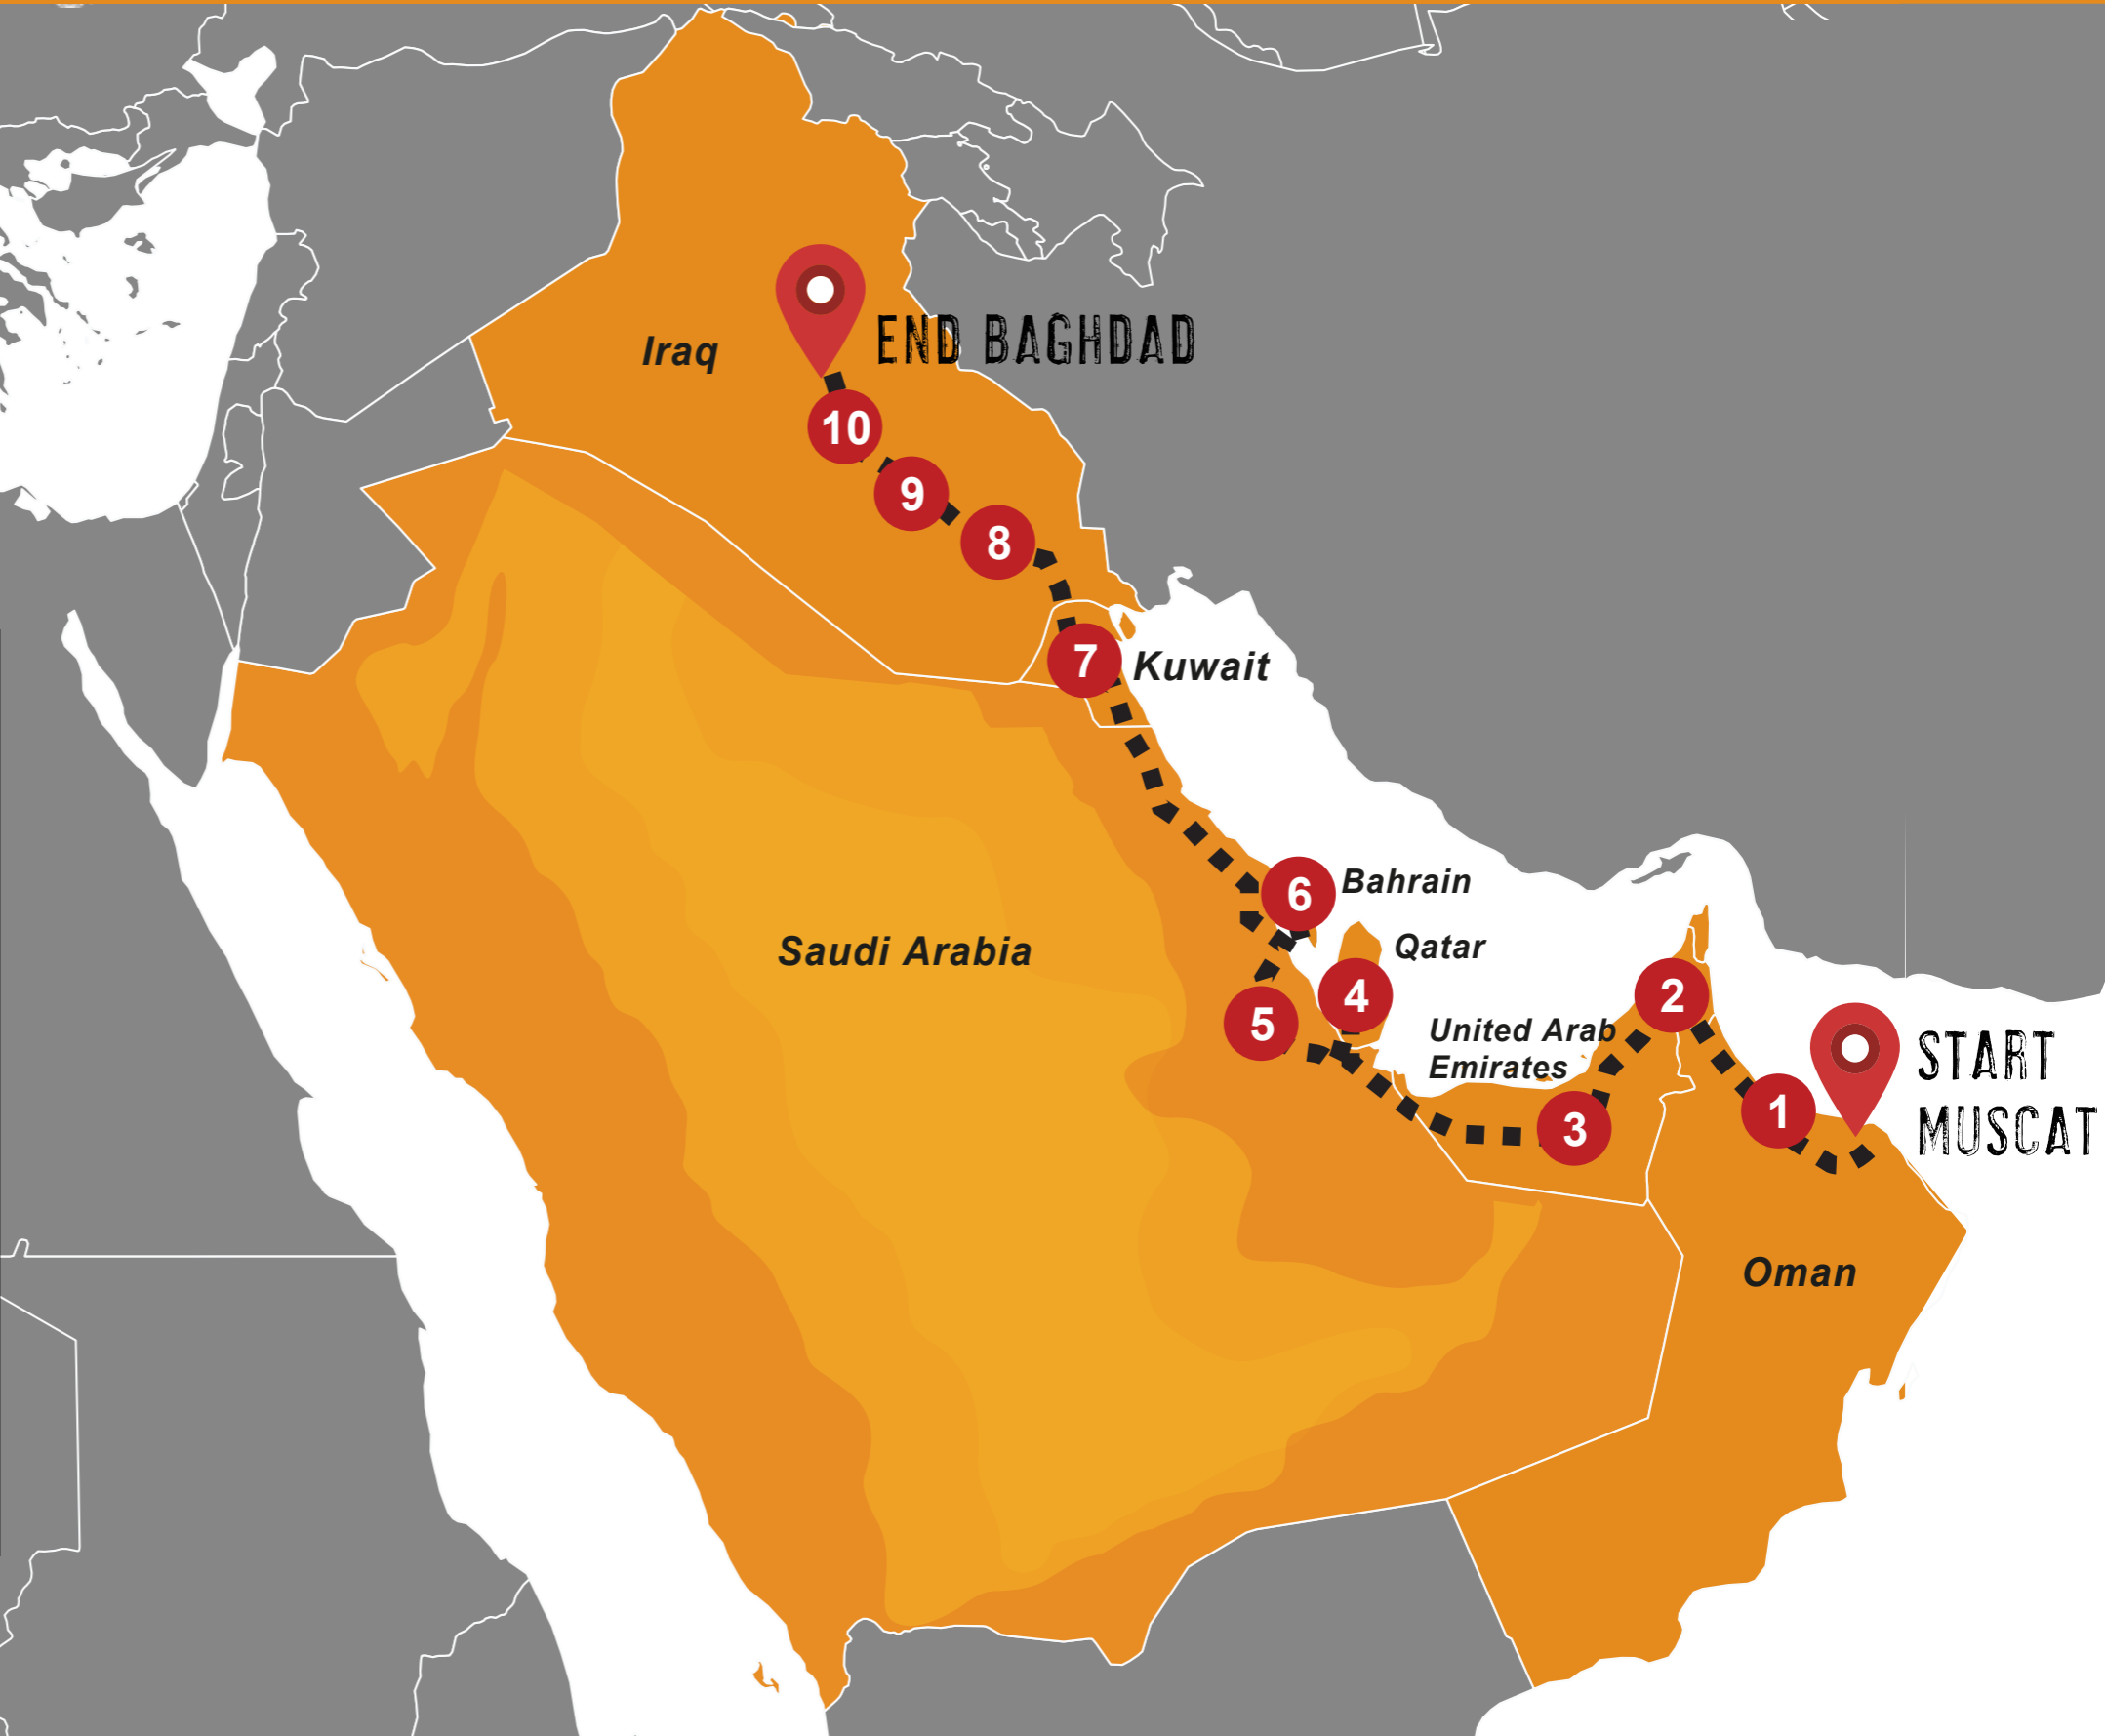 Iraq
END BAGHDAD
10
9
8
7
Kuwait
6
Bahrain
Saudi Arabia
Qatar
4
2
5
United Arab
Emirates
START
MUSCAT
3
1
Oman